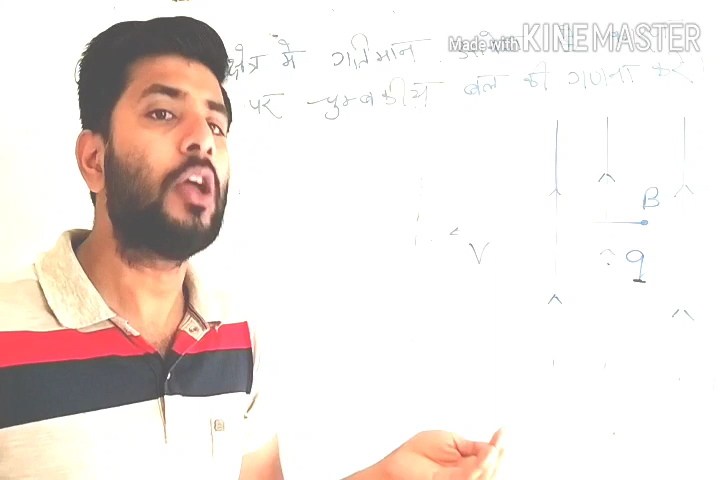 Made with KINEMASTER
क्षेत्र में गतिमान
पर चुम्बकीय बल की गणना करें।
B
V
q